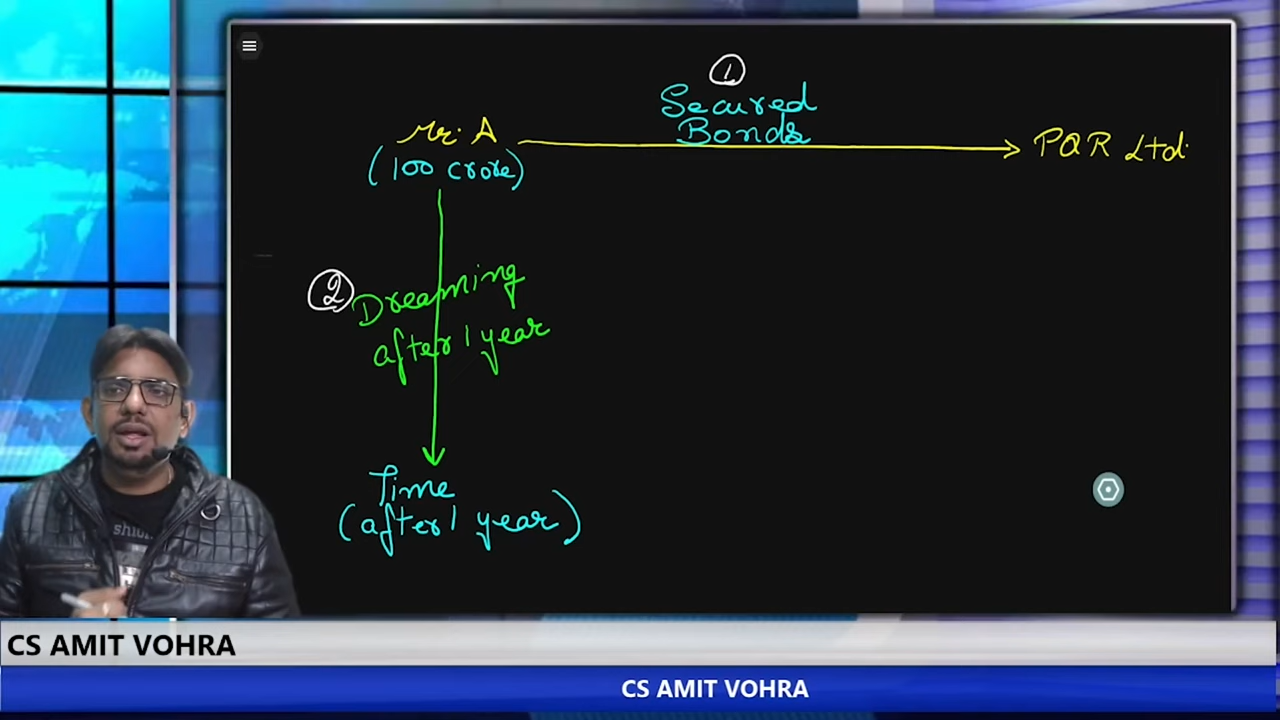 ①
Secured
Bonds
Mr. A
PQR Ltd.
(100 crore)
② Dreaming
after 1 year
Time
(after 1 year)
CS AMIT VOHRA
CS AMIT VOHRA